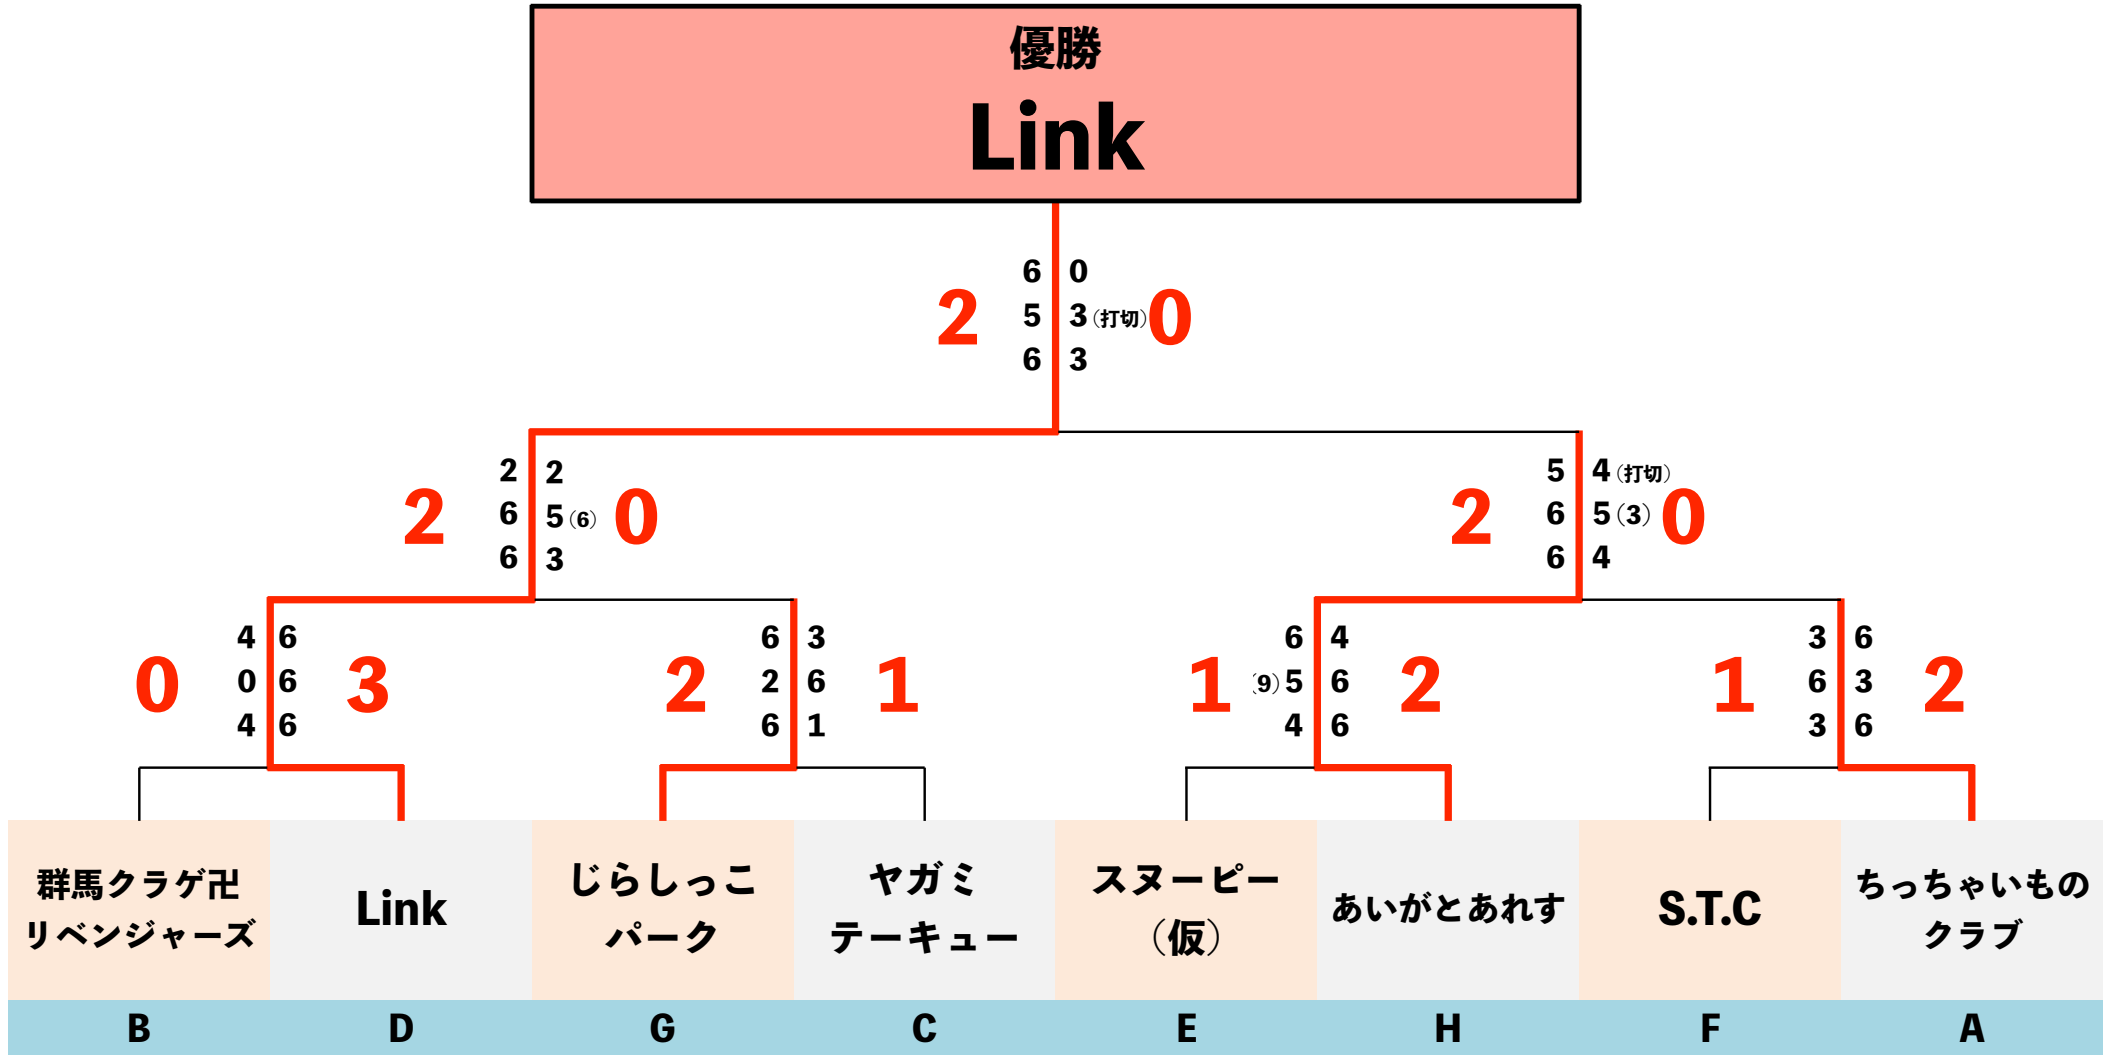 優勝
Link
6 0
2 5 3(打切) 0
6 3
2 2 5 4(打切)
2 6 5(6) 0 2 6 5(3) 0
6 3 6 4
4 6 6 3 6 4 3 6
0 0 6 3 2 2 6 1 1 (9)5 6 2 1 6 3 2
4 6 6 1 4 6 3 6
群馬クラゲ卍
リベンジャーズ
Link
じらしっこ
パーク
ヤガミ
テーキュー
スヌーピー
(仮)
あいがとあれす
S.T.C
ちっちゃいもの
クラブ
B D G C E H F A